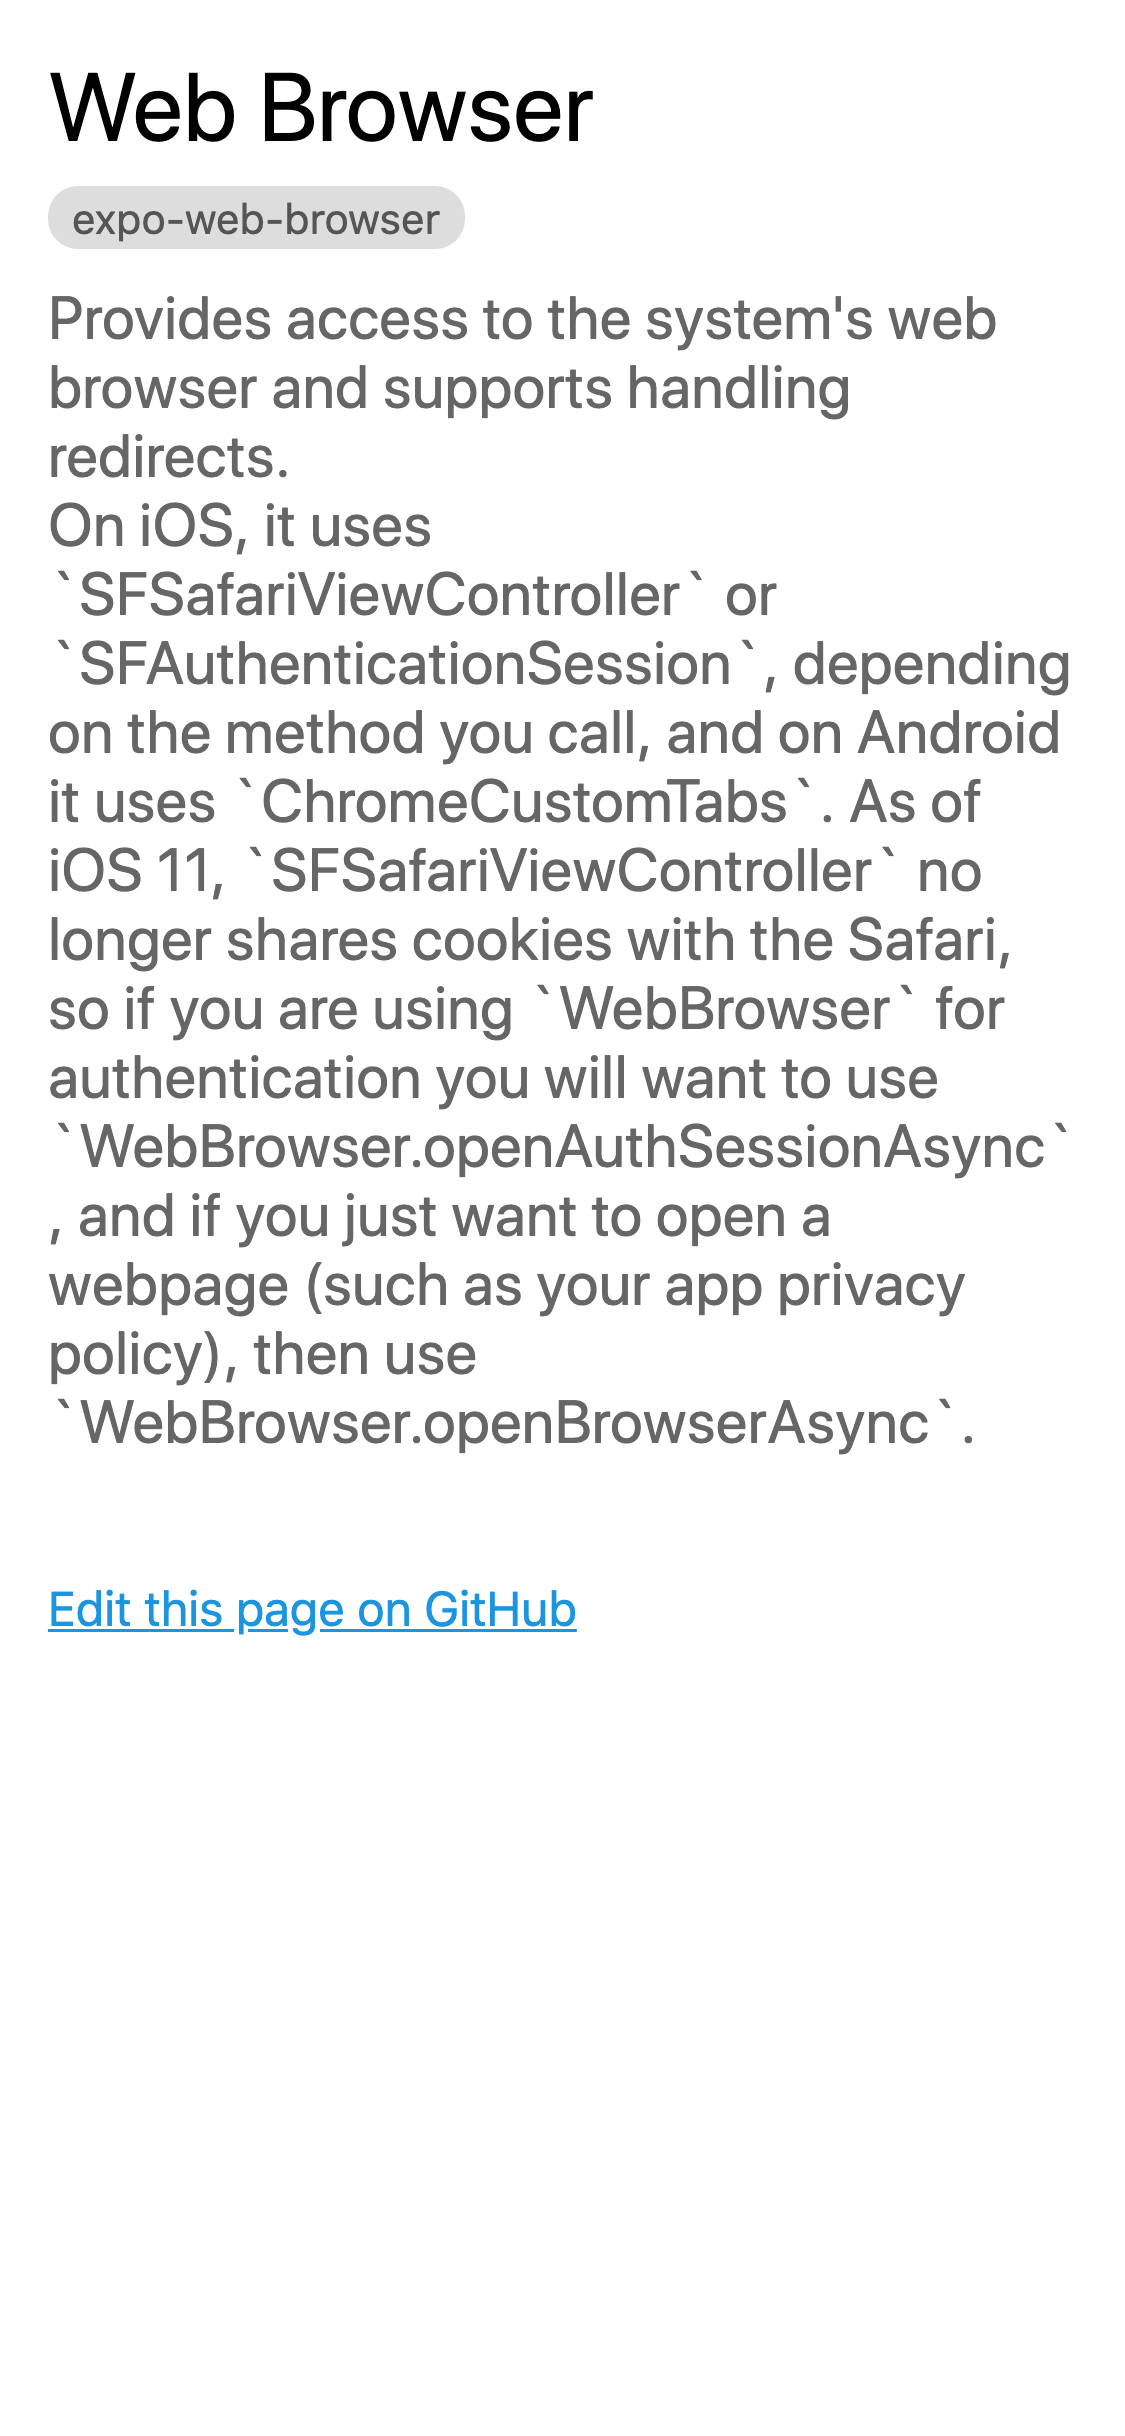 Web Browser
expo-web-browser
Provides access to the system's web
browser and supports handling
redirects.
On iOS, it uses
`SFSafariViewController` or
`SFAuthenticationSession`, depending
on the method you call, and on Android
it uses `ChromeCustomTabs`. As of
iOS 11, `SFSafariViewController` no
longer shares cookies with the Safari,
so if you are using `WebBrowser` for
authentication you will want to use
`WebBrowser.openAuthSessionAsync`
, and if you just want to open a
webpage (such as your app privacy
policy), then use
`WebBrowser.openBrowserAsync`.
Edit this page on GitHub